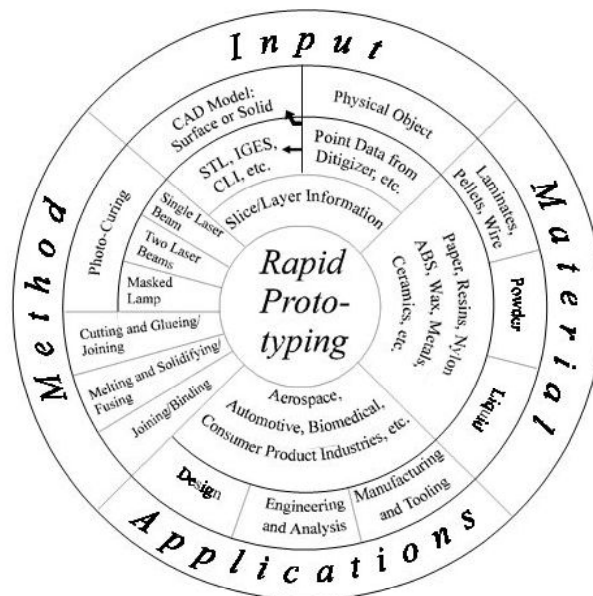 Input
CAD Model:
Surface or Solid
Physical Object
STL, IGES,
CLI, etc.
Point Data from
Ditigizer, etc.
Slice/Layer Information
Material
Laminates,
Pellets, Wire
Powder
Liquid
Paper, Resins, Nylon
ABS, Wax, Metals,
Ceramics, etc.
Rapid
Proto-
typing
Method
Photo-Curing
Single Laser
Beam
Two Laser
Beams
Masked
Lamp
Cutting and Glueing/
Joining
Melting and Solidifying/
Fusing
Joining/Binding
Aerospace,
Automotive, Biomedical,
Consumer Product Industries, etc.
Design
Engineering
and Analysis
Manufacturing
and Tooling
Applications